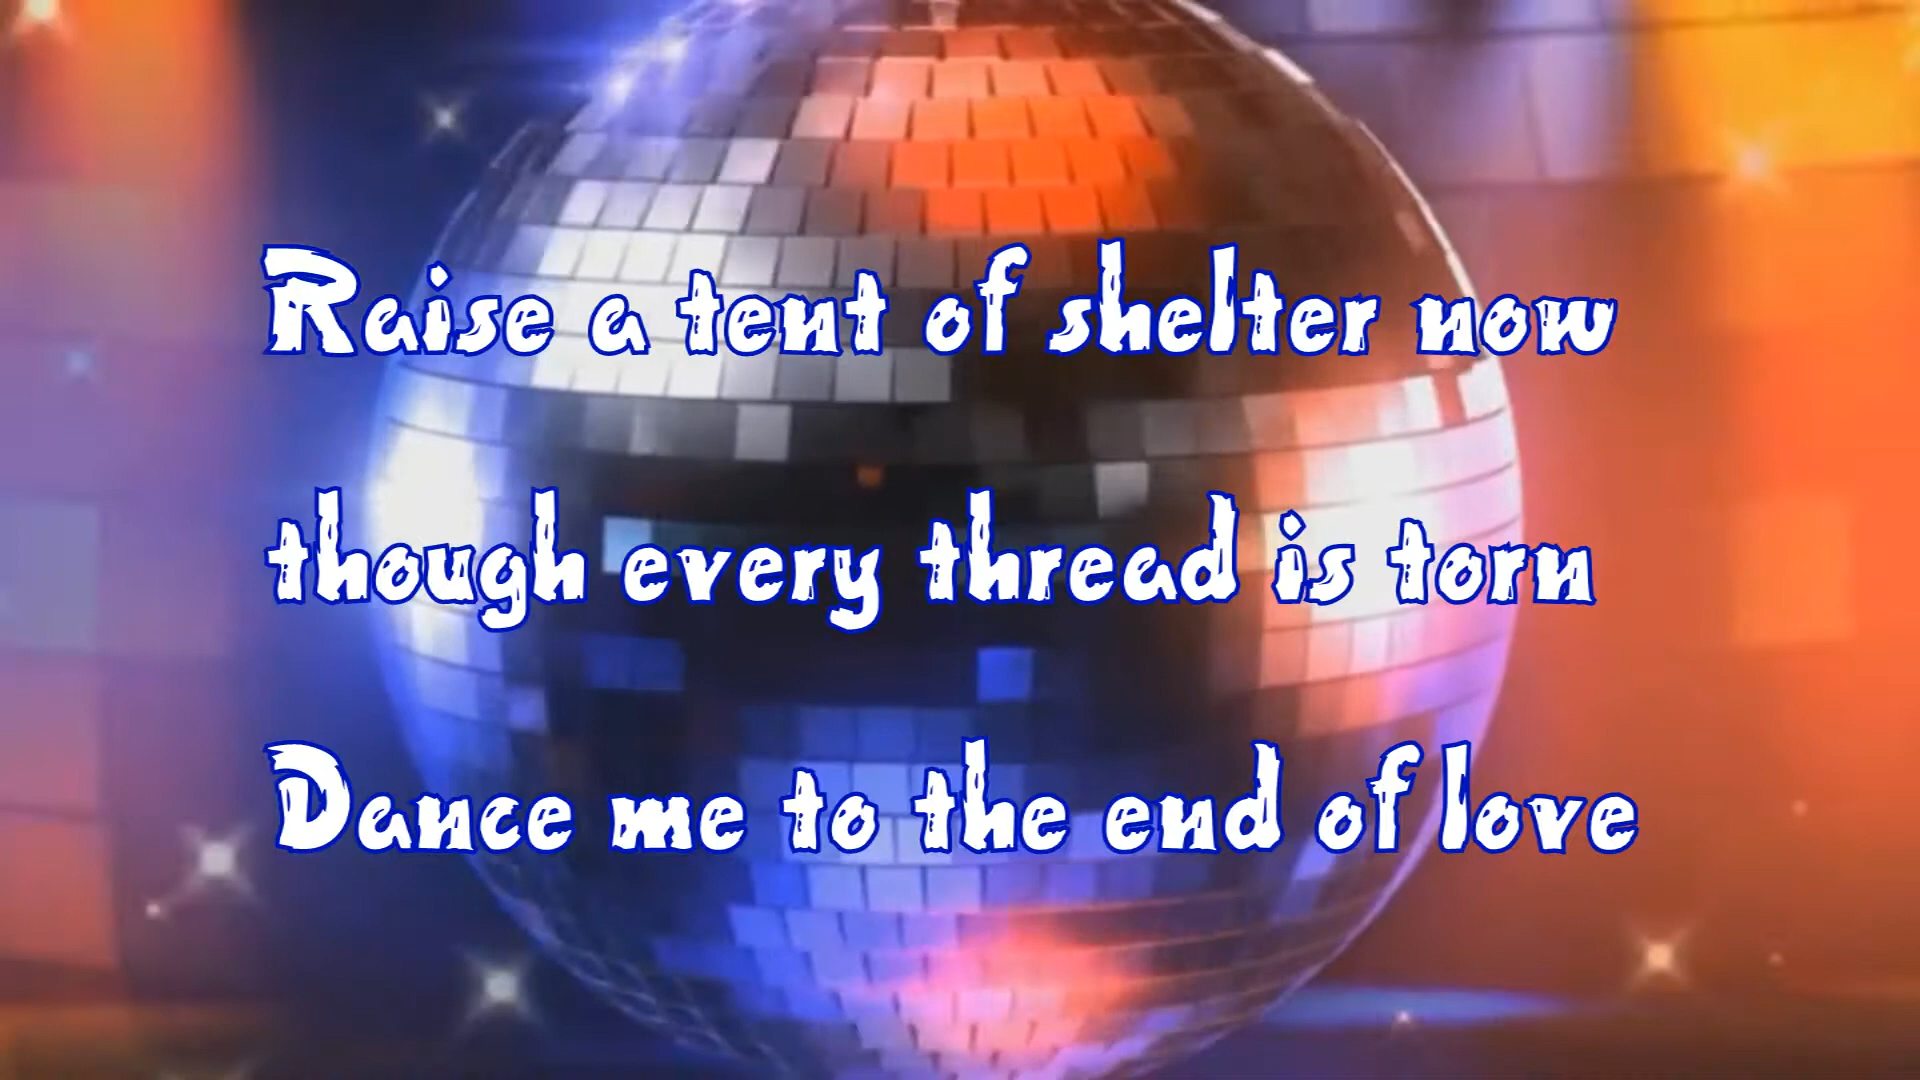 Raise a tent of shelter now
though every thread is torn
Dance me to the end of love